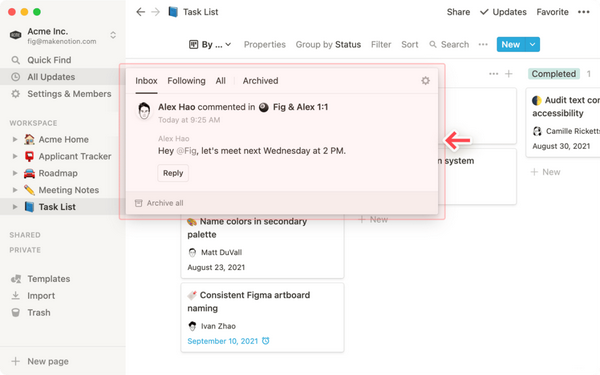 Acme Inc.
fig@makenotion.com
Quick Find
All Updates
Settings & Members
WORKSPACE
Acme Home
Applicant Tracker
Roadmap
Meeting Notes
Task List
SHARED
PRIVATE
Templates
Import
Trash
New page
Task List
Share
Updates
Favorite
By ...
Properties
Group by Status
Filter
Sort
Search
New
Inbox
Following
All
Archived
Alex Hao commented in Fig & Alex 1:1
Today at 9:25 AM
Alex Hao
Hey @Fig, let's meet next Wednesday at 2 PM.
Reply
Archive all
Name colors in secondary
palette
Matt DuVall
August 23, 2021
Consistent Figma artboard
naming
Ivan Zhao
September 10, 2021
n system
New
Completed 1
Audit text con
accessibility
Camille Ricketts
August 30, 2021
New